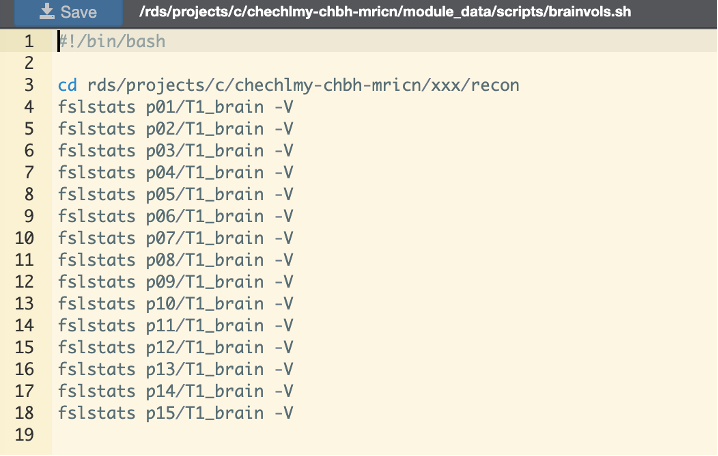 Save /rds/projects/c/chechlmy-chbh-mricn/module_data/scripts/brainvols.sh
1 #!/bin/bash
2
3 cd rds/projects/c/chechlmy-chbh-mricn/xxx/recon
4 fslstats p01/T1_brain -V
5 fslstats p02/T1_brain -V
6 fslstats p03/T1_brain -V
7 fslstats p04/T1_brain -V
8 fslstats p05/T1_brain -V
9 fslstats p06/T1_brain -V
10 fslstats p07/T1_brain -V
11 fslstats p08/T1_brain -V
12 fslstats p09/T1_brain -V
13 fslstats p10/T1_brain -V
14 fslstats p11/T1_brain -V
15 fslstats p12/T1_brain -V
16 fslstats p13/T1_brain -V
17 fslstats p14/T1_brain -V
18 fslstats p15/T1_brain -V
19